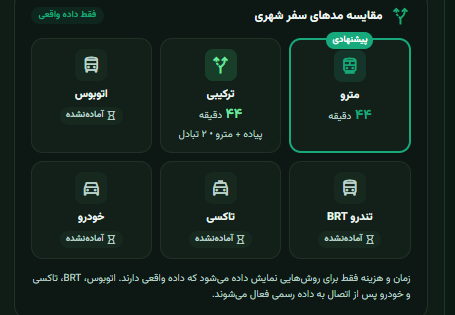 مقایسه مدهای سفر شهری
فقط داده واقعی
پیشنهادی
مترو
۴۴ دقیقه
ترکیبی
۴۴ دقیقه
پیاده + مترو • ۲ تبادل
اتوبوس
آماده‌نشده
تندرو BRT
آماده‌نشده
تاکسی
آماده‌نشده
خودرو
آماده‌نشده
زمان و هزینه فقط برای روش‌هایی نمایش داده می‌شود که داده واقعی دارند. اتوبوس، BRT، تاکسی
و خودرو پس از اتصال به داده رسمی فعال می‌شوند.